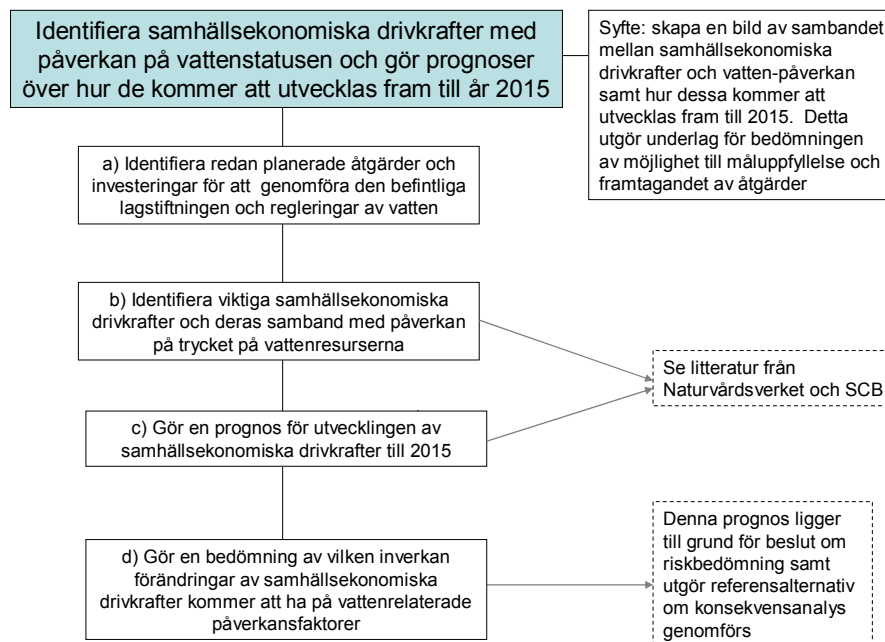 Identifiera samhällsekonomiska drivkrafter med
påverkan på vattenstatusen och gör prognoser
över hur de kommer att utvecklas fram till år 2015
Syfte: skapa en bild av sambandet
mellan samhällsekonomiska
drivkrafter och vatten-påverkan
samt hur dessa kommer att
utvecklas fram till 2015. Detta
utgör underlag för bedömningen
av möjlighet till måluppfyllelse och
framtagandet av åtgärder
a) Identifiera redan planerade åtgärder och
investeringar för att genomföra den befintliga
lagstiftningen och regleringar av vatten
b) Identifiera viktiga samhällsekonomiska
drivkrafter och deras samband med påverkan
på trycket på vattenresurserna
Se litteratur från
Naturvårdsverket och SCB
c) Gör en prognos för utvecklingen av
samhällsekonomiska drivkrafter till 2015
d) Gör en bedömning av vilken inverkan
förändringar av samhällsekonomiska
drivkrafter kommer att ha på vattenrelaterade
påverkansfaktorer
Denna prognos ligger
till grund för beslut om
riskbedömning samt
utgör referensalternativ
om konsekvensanalys
genomförs